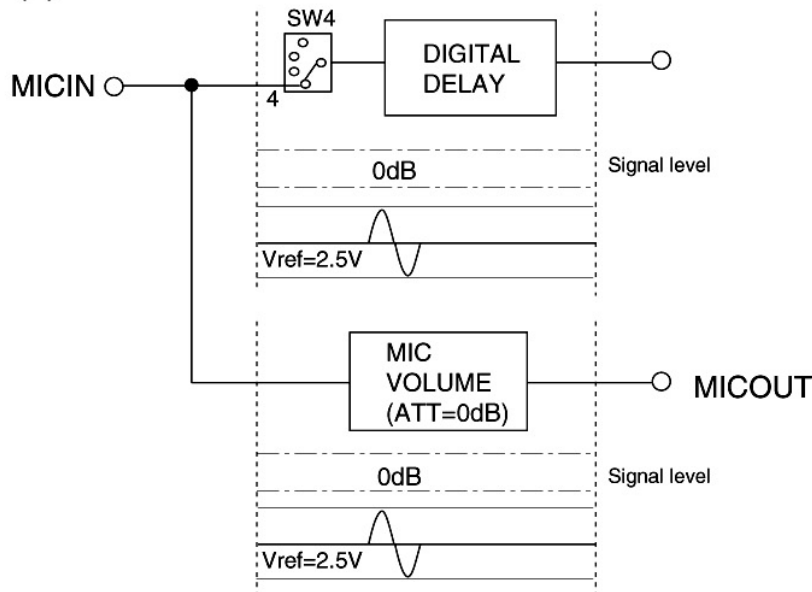 SW4
DIGITAL
DELAY
MICIN
4
0dB
Signal level
Vref=2.5V
MIC
VOLUME
(ATT=0dB)
MICOUT
0dB
Signal level
Vref=2.5V